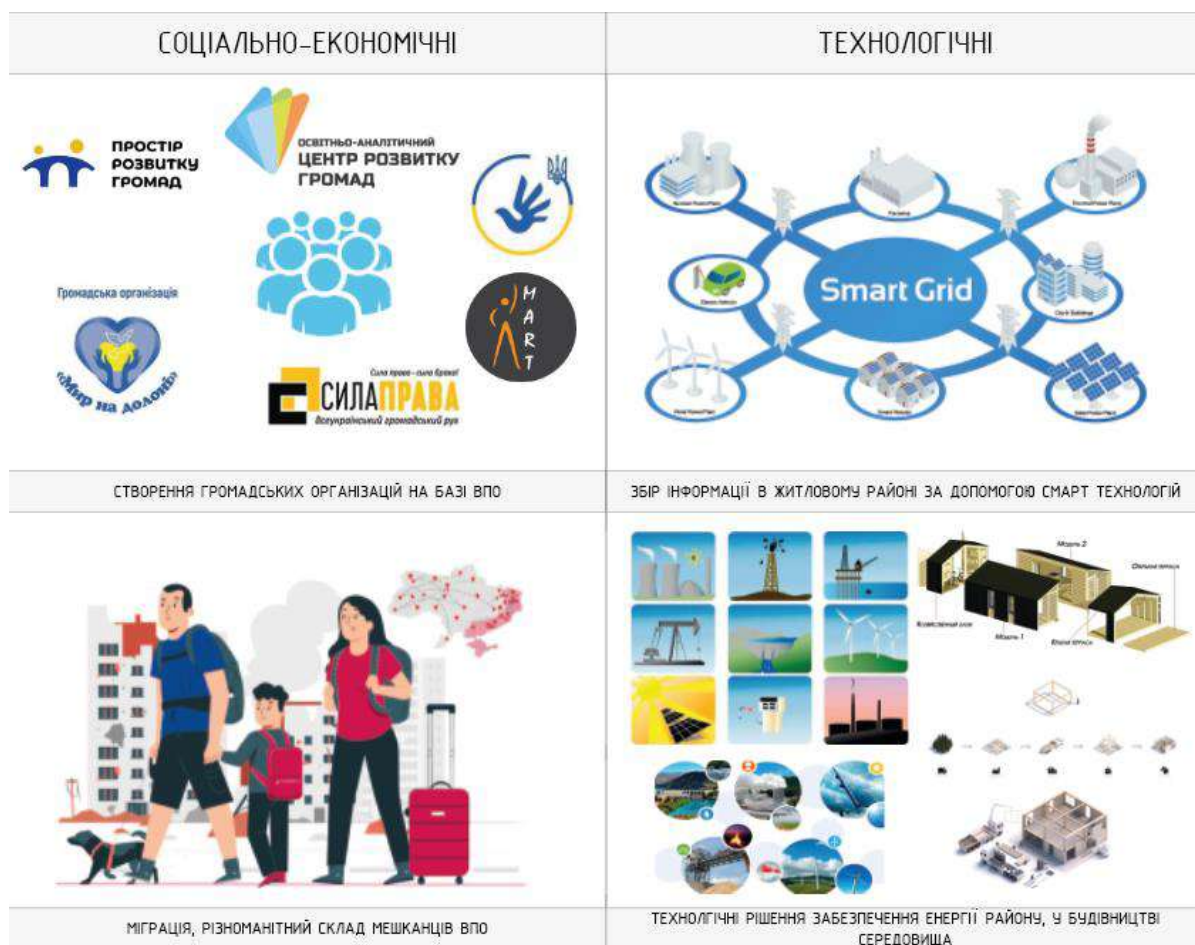 СОЦІАЛЬНО-ЕКОНОМІЧНІ
ТЕХНОЛОГІЧНІ
ПРОСТІР
РОЗВИТКУ
ГРОМАД
ОСВІТНЬО-АНАЛІТИЧНИЙ
ЦЕНТР РОЗВИТКУ
ГРОМАД
Громадська організація
«Мир на долоні»
МАРТ
Сила права - сила брака!
СИЛАПРАВА
Всеукраїнський громадський рух
Smart Grid
СТВОРЕННЯ ГРОМАДСЬКИХ ОРГАНІЗАЦІЙ НА БАЗІ ВПО
ЗБІР ІНФОРМАЦІЇ В ЖИТЛОВОМУ РАЙОНІ ЗА ДОПОМОГОЮ СМАРТ ТЕХНОЛОГІЙ
Модуль 2
Модуль 1
МІГРАЦІЯ, РІЗНОМАНІТНИЙ СКЛАД МЕШКАНЦІВ ВПО
ТЕХНОЛГІЧНІ РІШЕННЯ ЗАБЕЗПЕЧЕННЯ ЕНЕРГІЇ РАЙОНУ, У БУДІВНИЦТВІ
СЕРЕДОВИЩА